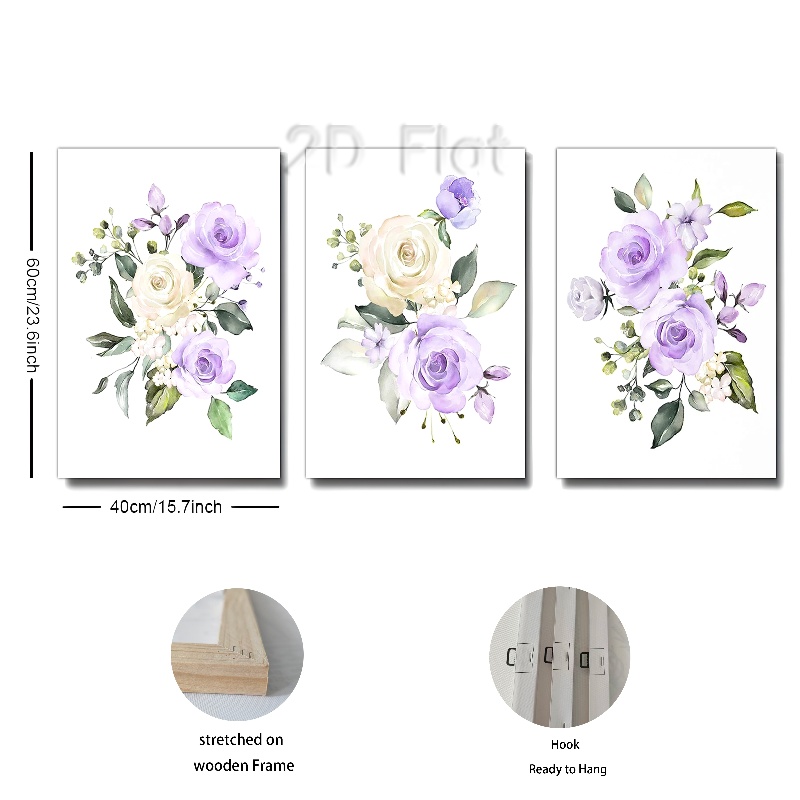 2D Flat
60cm/23.6inch
40cm/15.7inch
stretched on
wooden Frame
Hook
Ready to Hang